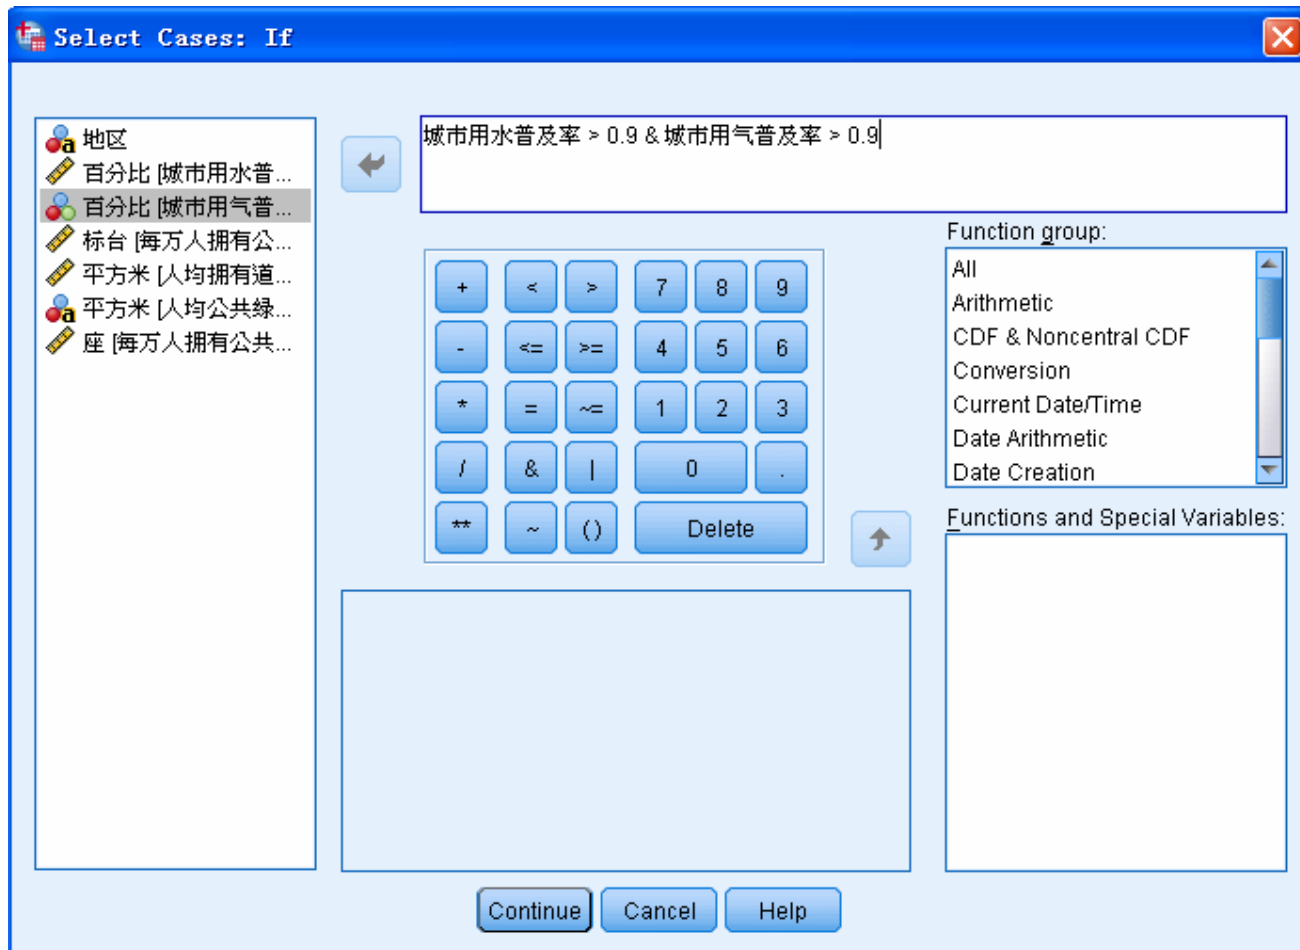 Select Cases: If
地区
百分比 [城市用水普...
百分比 [城市用气普...
标台 [每万人拥有公...
平方米 [人均拥有道...
平方米 [人均公共绿...
座 [每万人拥有公共...
城市用水普及率 > 0.9 & 城市用气普及率 > 0.9
+ < > 7 8 9
- <= >= 4 5 6
* = ~= 1 2 3
/ & | 0 .
** ~ () Delete
Function group:
All
Arithmetic
CDF & Noncentral CDF
Conversion
Current Date/Time
Date Arithmetic
Date Creation
Functions and Special Variables:
Continue Cancel Help